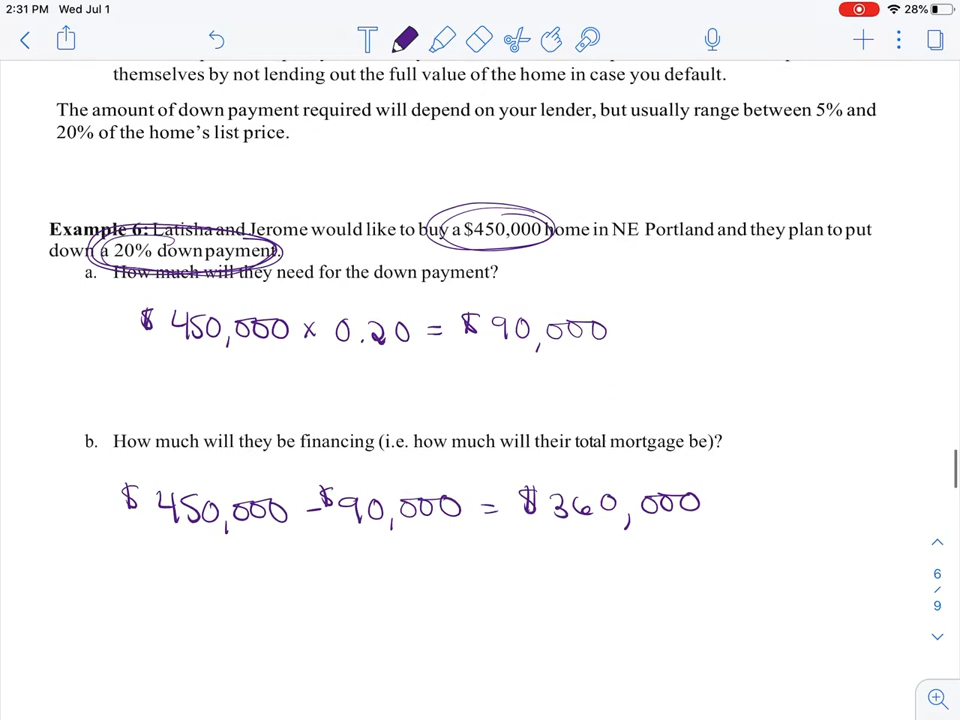 2:31 PM Wed Jul 1
28%
T
themselves by not lending out the full value of the home in case you default.
The amount of down payment required will depend on your lender, but usually range between 5% and
20% of the home's list price.
Example 6: Latisha and Jerome would like to buy a $450,000 home in NE Portland and they plan to put
down a 20% down payment.
a. How much will they need for the down payment?
$ 450,000 × 0.20 = $ 90,000
b. How much will they be financing (i.e. how much will their total mortgage be)?
$ 450,000 - $90,000 = $ 360,000
6
/
9